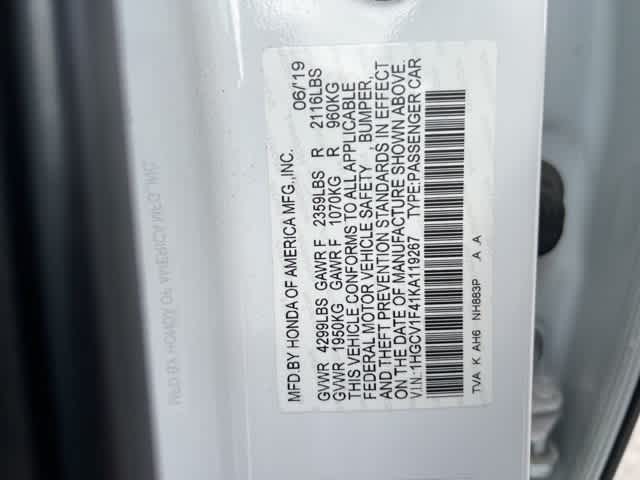 MFD.BY HONDA OF AMERICA MFG.,INC. 06/19
GVWR 4299LBS GAWR F 2359LBS R 2116LBS
GVWR 1950KG GAWR F 1070KG R 960KG
THIS VEHICLE CONFORMS TO ALL APPLICABLE
FEDERAL MOTOR VEHICLE SAFETY , BUMPER,
AND THEFT PREVENTION STANDARDS IN EFFECT
ON THE DATE OF MANUFACTURE SHOWN ABOVE.
V.I.N.:1HGCV1F41KA119267 TYPE:PASSENGER CAR
TVA K AH6 NH883P A A